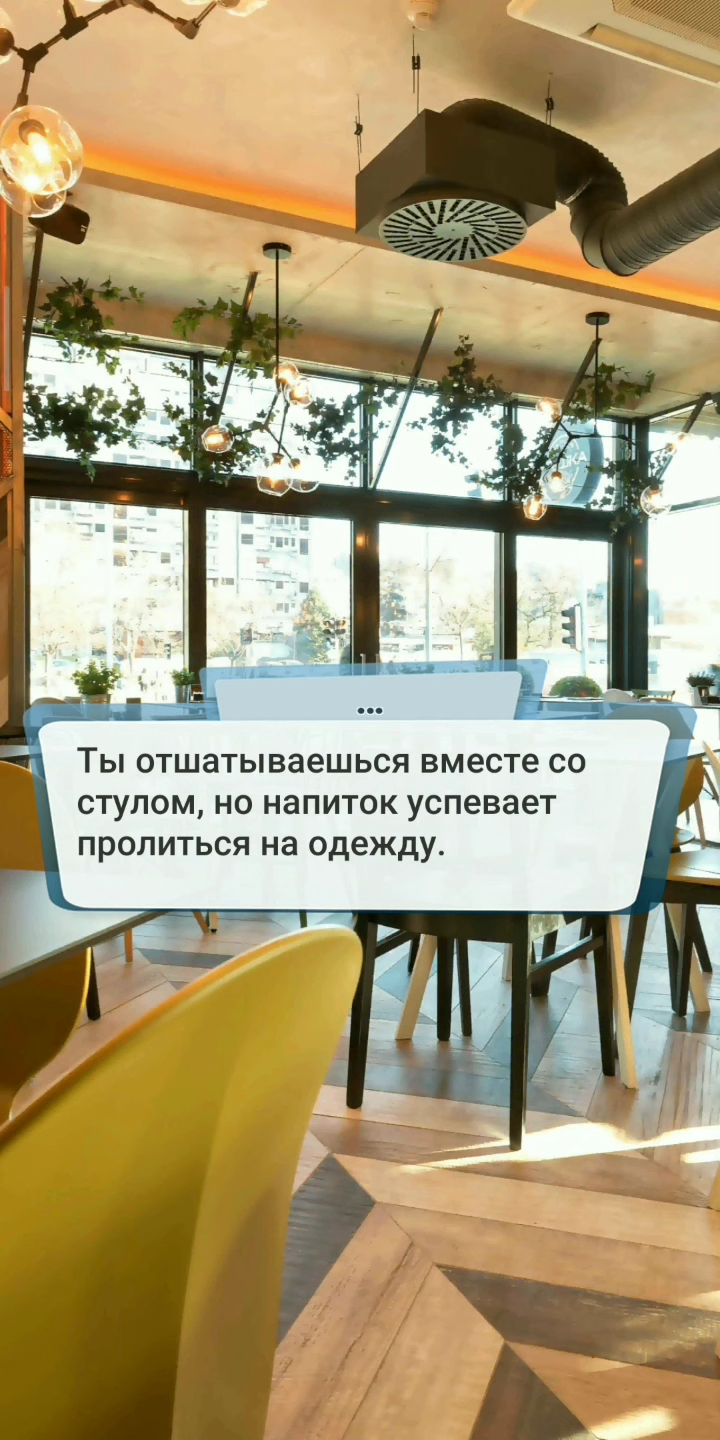 •••
Ты отшатываешься вместе со
стулом, но напиток успевает
пролиться на одежду.